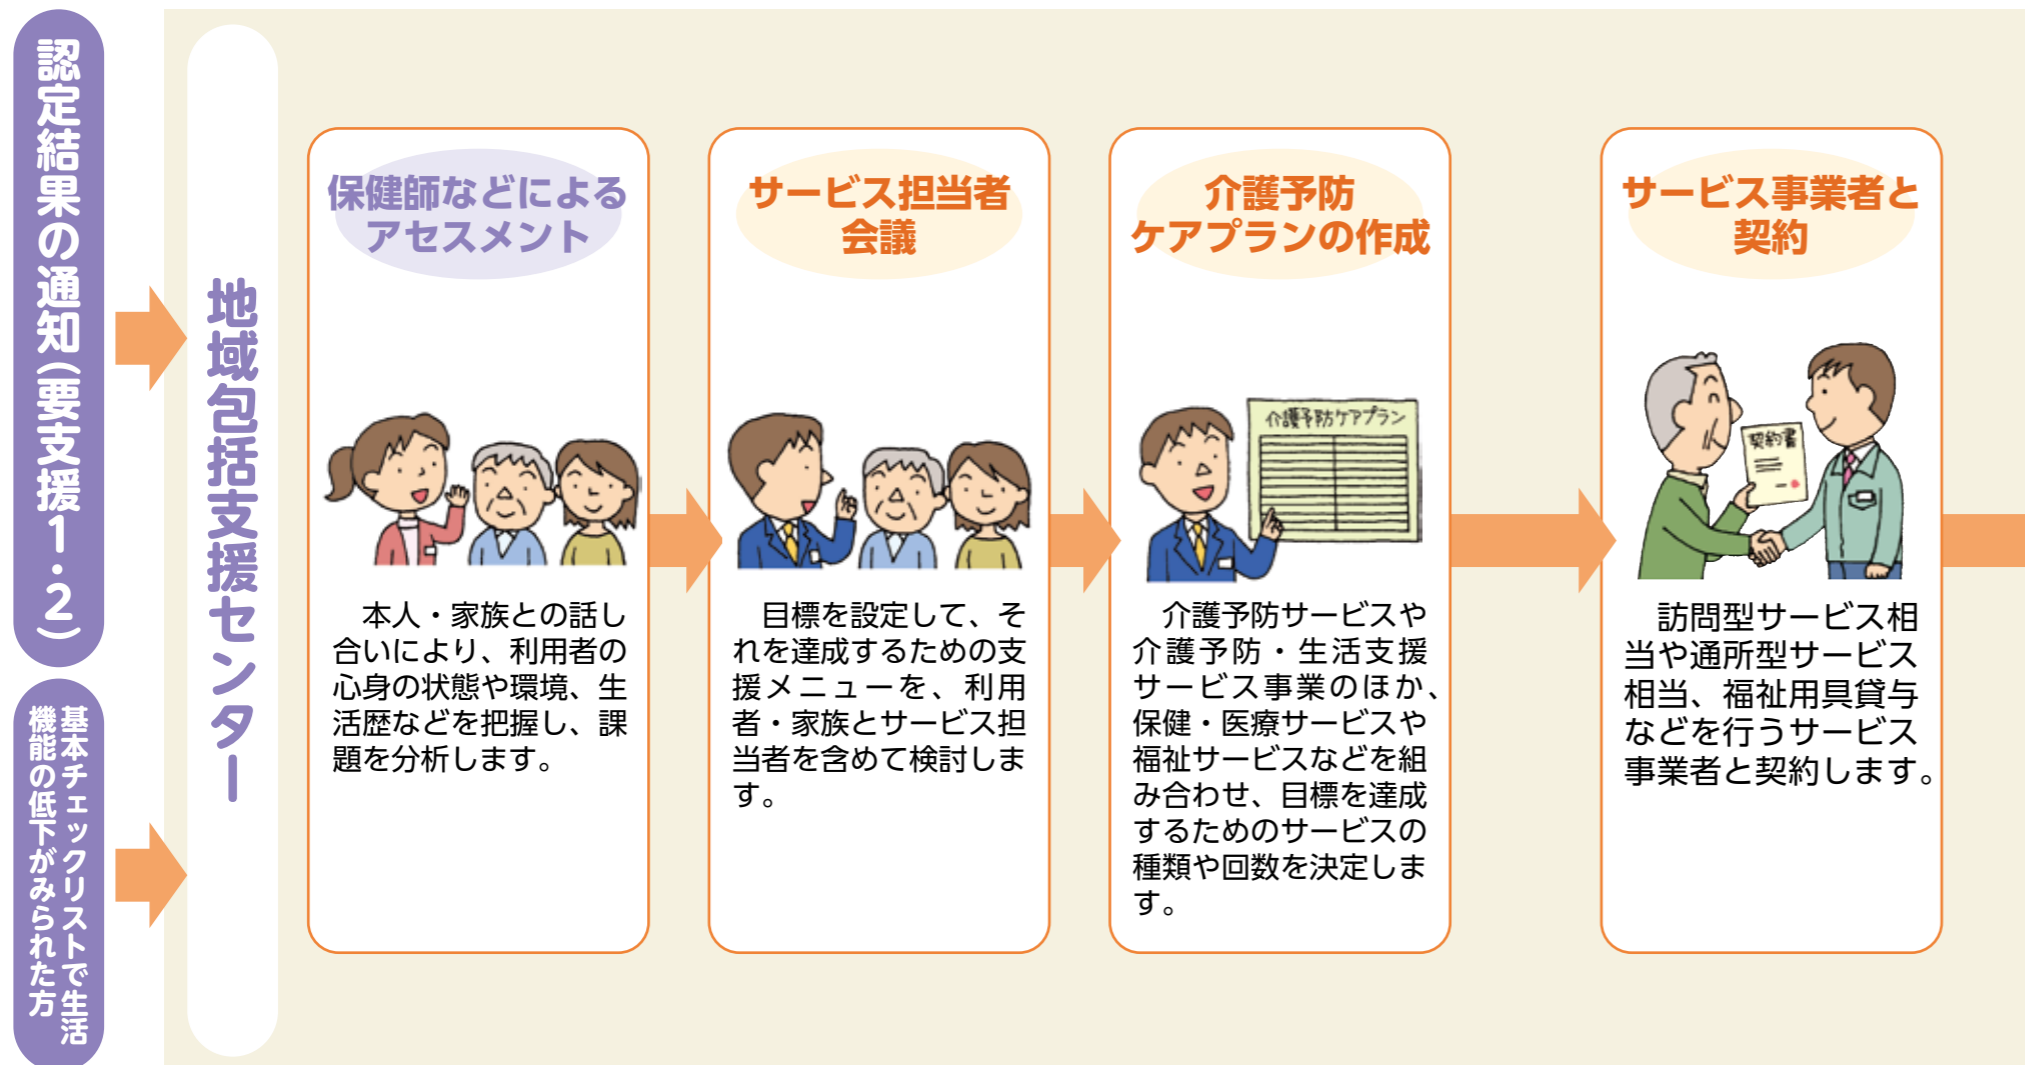 認定結果の通知(要支援1・2)
基本チェックリストで生活
機能の低下がみられた方
地域包括支援センター
保健師などによる
アセスメント
本人・家族との話し
合いにより、利用者の
心身の状態や環境、生
活歴などを把握し、課
題を分析します。
サービス担当者
会議
目標を設定して、そ
れを達成するための支
援メニューを、利用
者・家族とサービス担
当者を含めて検討しま
す。
介護予防
ケアプランの作成
介護予防ケアプラン
介護予防サービスや
介護予防・生活支援
サービス事業のほか、
保健・医療サービスや
福祉サービスなどを組
み合わせ、目標を達成
するためのサービスの
種類や回数を決定しま
す。
サービス事業者と
契約
契約書
訪問型サービス相
当や通所型サービス
相当、福祉用具貸与
などを行うサービス
事業者と契約します。